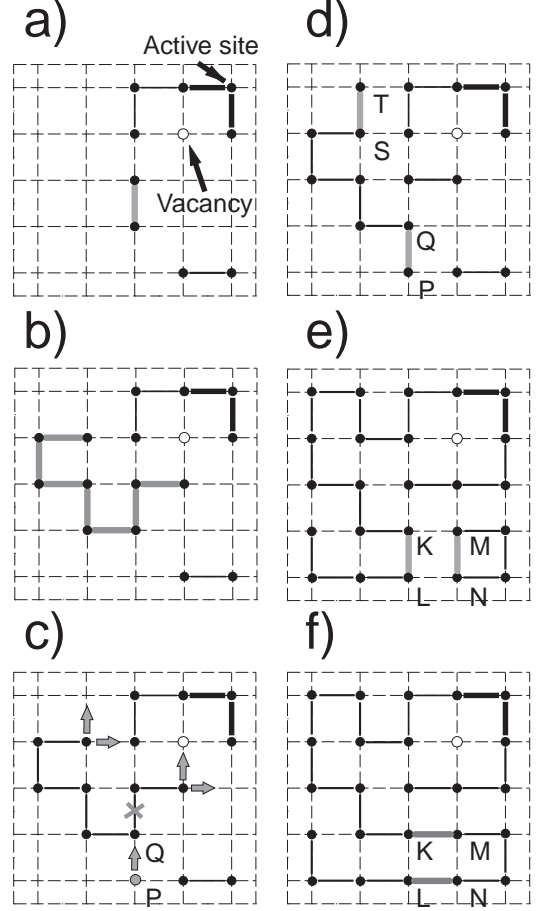 a)
Active site
Vacancy
b)
c)
Q
P
d)
T
S
Q
P
e)
K M
L N
f)
K M
L N